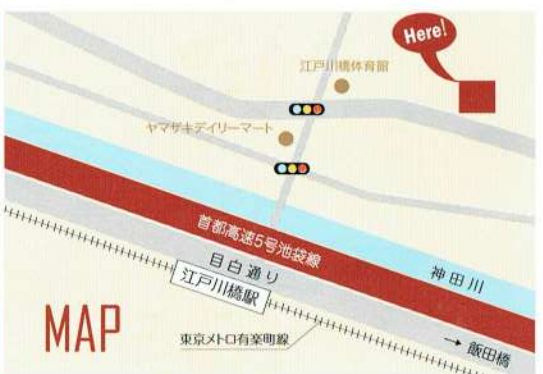 Here!
江戸川橋体育館
ヤマザキデイリーマート
首都高速5号池袋線
目白通り
神田川
江戸川橋駅
MAP
東京メトロ有楽町線
→ 飯田橋